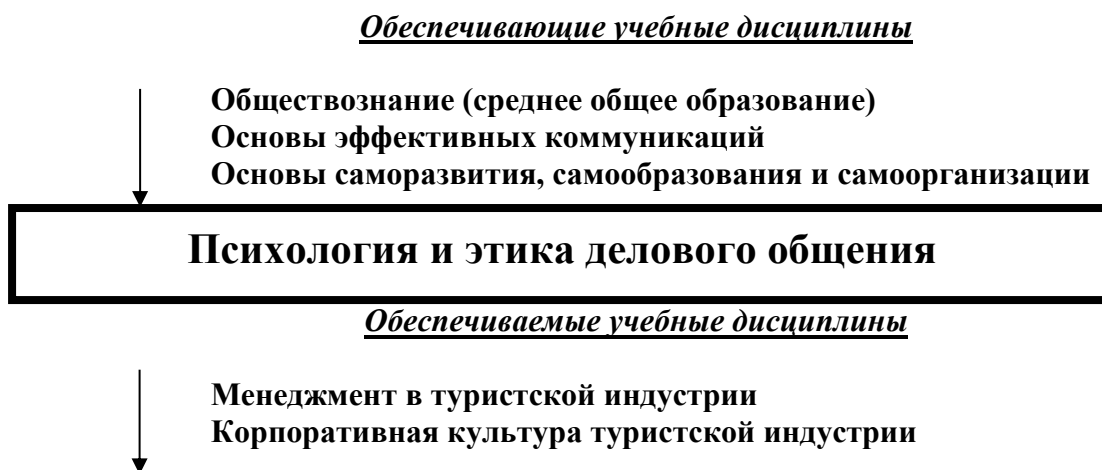 Обеспечивающие учебные дисциплины
Обществознание (среднее общее образование)
Основы эффективных коммуникаций
Основы саморазвития, самообразования и самоорганизации
Психология и этика делового общения
Обеспечиваемые учебные дисциплины
Менеджмент в туристской индустрии
Корпоративная культура туристской индустрии